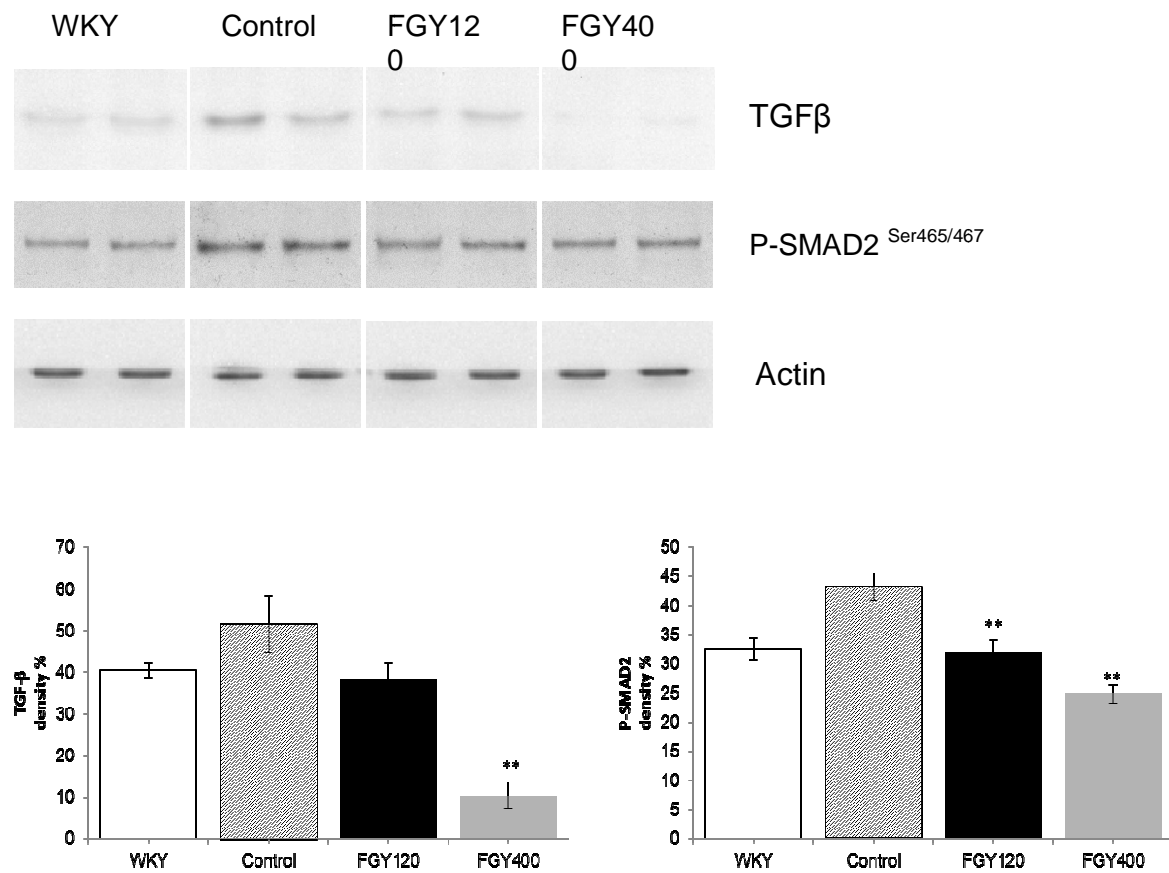 WKY Control FGY12 FGY40
0 0
TGFβ
P-SMAD2 Ser465/467
Actin
70
60
50
40
30
20
10
0
TGF-β
density %
**
WKY Control FGY120 FGY400
50
45
40
35
30
25
20
15
10
5
0
P-SMAD2
density %
**
**
WKY Control FGY120 FGY400